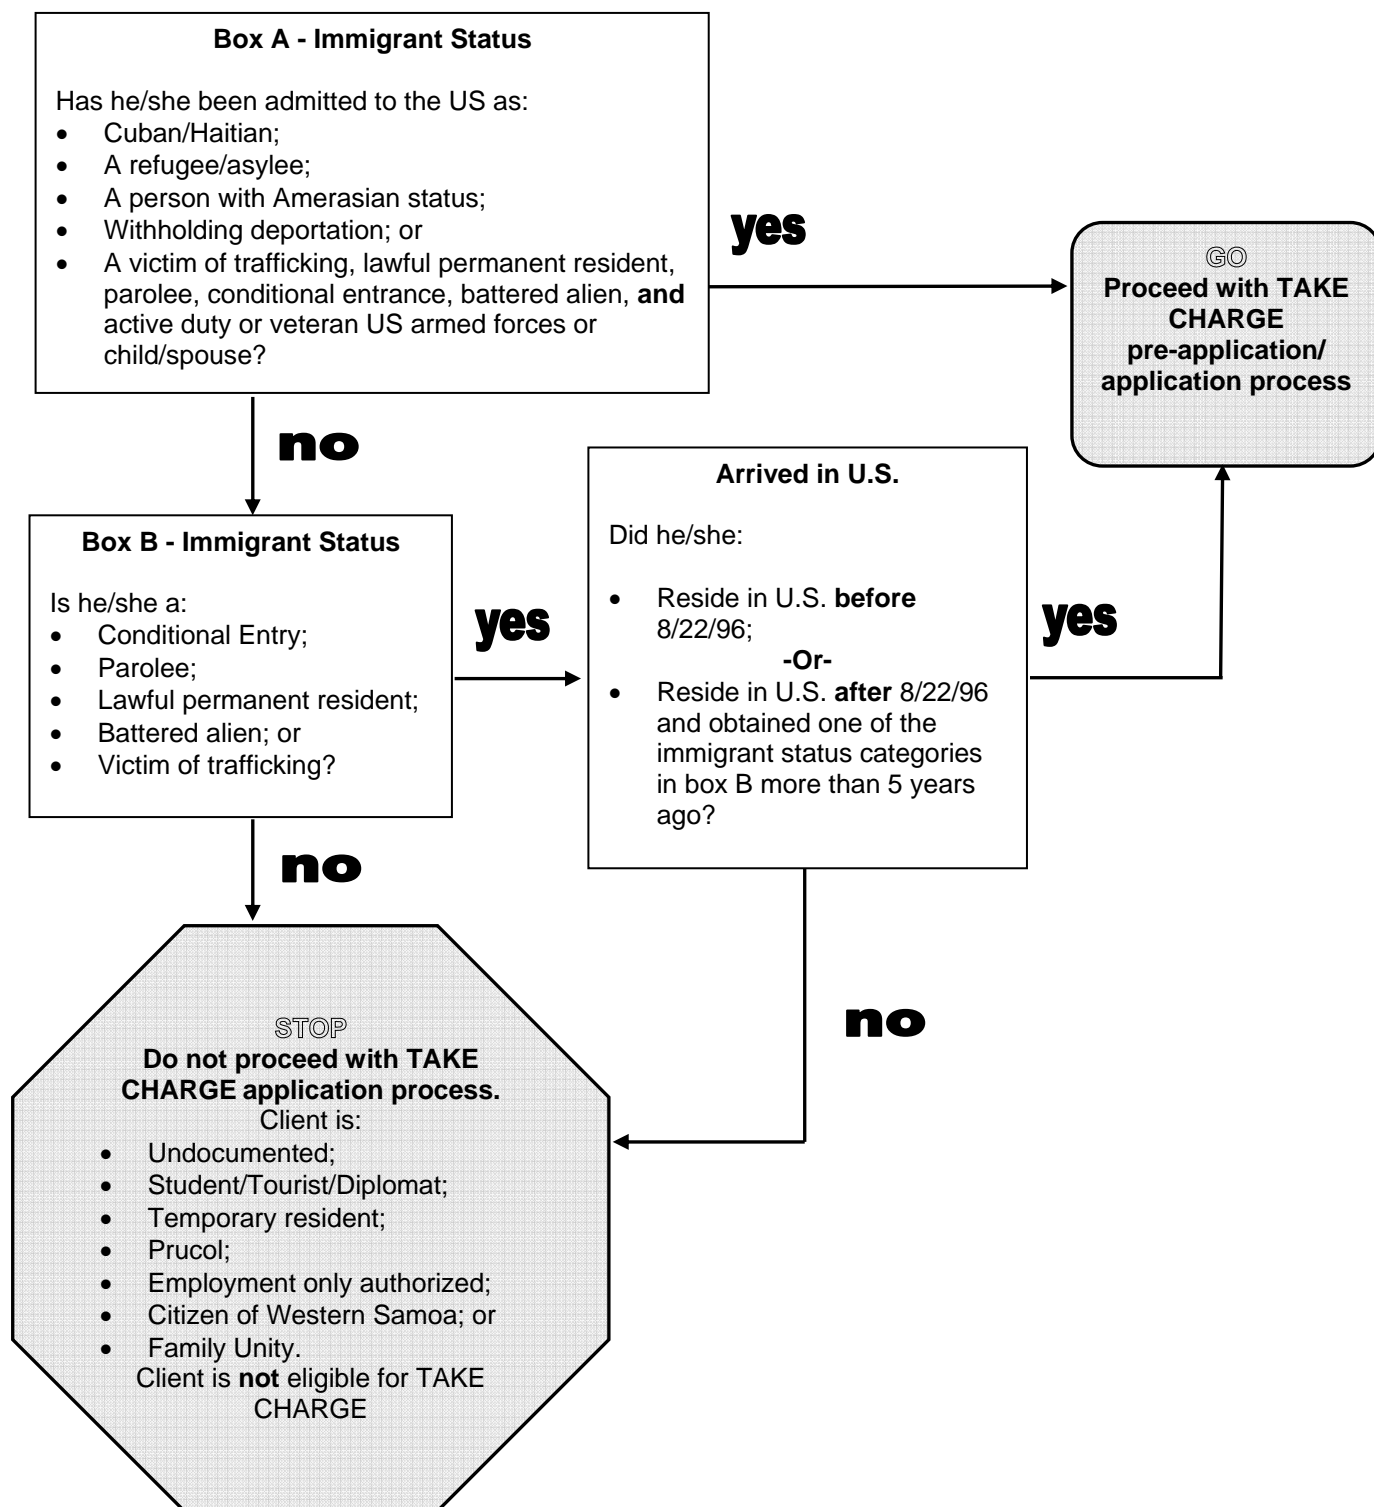 Box A - Immigrant Status
Has he/she been admitted to the US as:
• Cuban/Haitian;
• A refugee/asylee;
• A person with Amerasian status;
• Withholding deportation; or
• A victim of trafficking, lawful permanent resident,
parolee, conditional entrance, battered alien, and
active duty or veteran US armed forces or
child/spouse?
yes
GO
Proceed with TAKE
CHARGE
pre-application/
application process
no
Box B - Immigrant Status
Is he/she a:
• Conditional Entry;
• Parolee;
• Lawful permanent resident;
• Battered alien; or
• Victim of trafficking?
yes
Arrived in U.S.
Did he/she:
• Reside in U.S. before
8/22/96;
-Or-
• Reside in U.S. after 8/22/96
and obtained one of the
immigrant status categories
in box B more than 5 years
ago?
yes
no
no
STOP
Do not proceed with TAKE
CHARGE application process.
Client is:
• Undocumented;
• Student/Tourist/Diplomat;
• Temporary resident;
• Prucol;
• Employment only authorized;
• Citizen of Western Samoa; or
• Family Unity.
Client is not eligible for TAKE
CHARGE